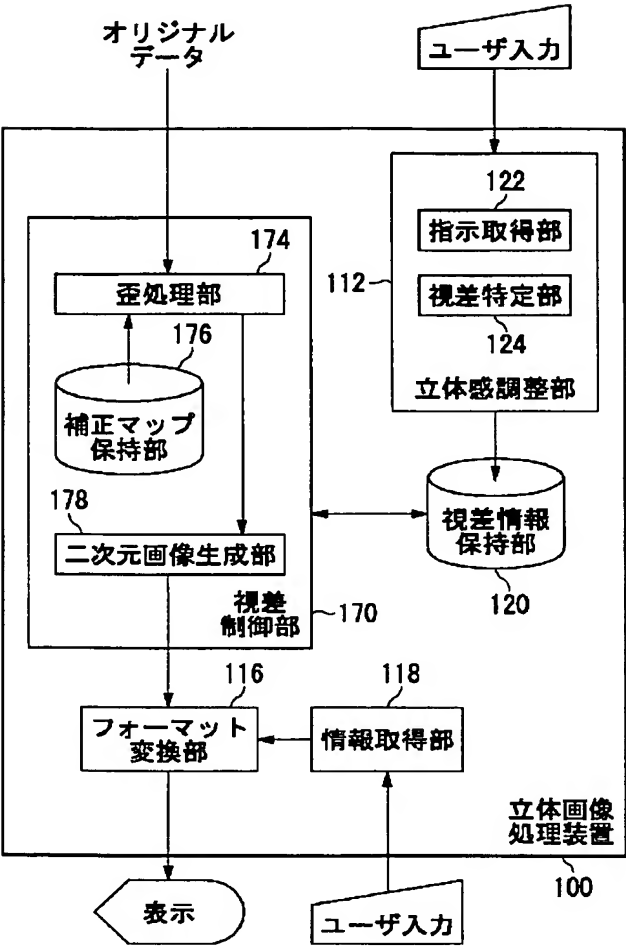 オリジナル
データ
ユーザ入力
122
指示取得部
174
歪処理部
112
視差特定部
124
176
立体感調整部
補正マップ
保持部
178
視差情報
保持部
二次元画像生成部
120
視差
制御部
170
116
118
フォーマット
変換部
情報取得部
立体画像
処理装置
100
表示
ユーザ入力